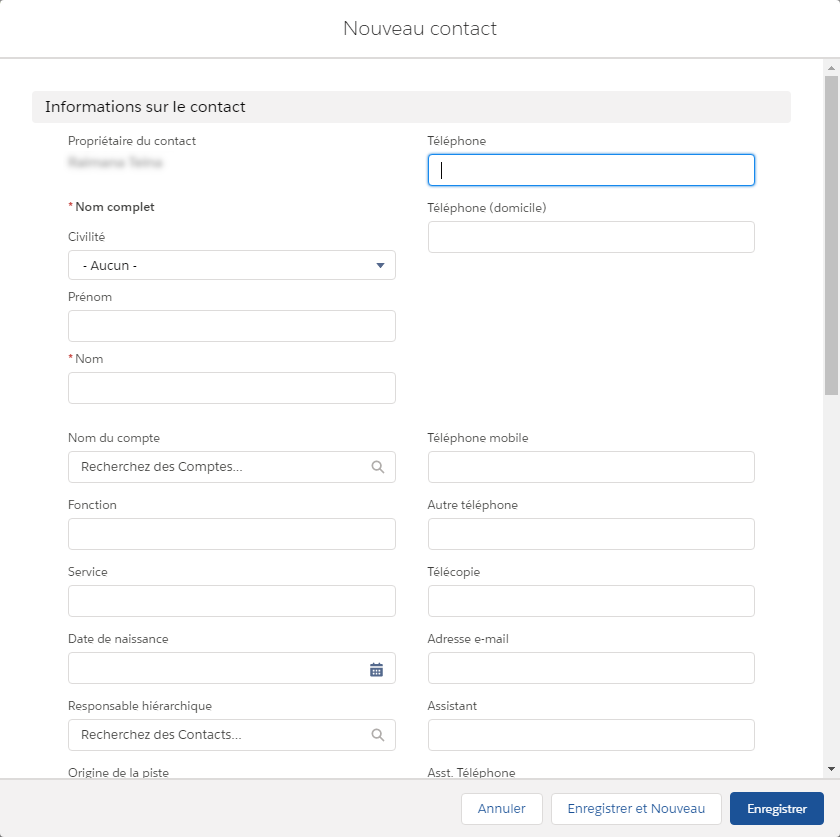 Nouveau contact
Informations sur le contact
Propriétaire du contact
Téléphone
*Nom complet
Téléphone (domicile)
Civilité
- Aucun -
Prénom
*Nom
Nom du compte
Téléphone mobile
Recherchez des Comptes...
Fonction
Autre téléphone
Service
Télécopie
Date de naissance
Adresse e-mail
Responsable hiérarchique
Assistant
Recherchez des Contacts...
Origine de la piste
Asst. Téléphone
Annuler
Enregistrer et Nouveau
Enregistrer